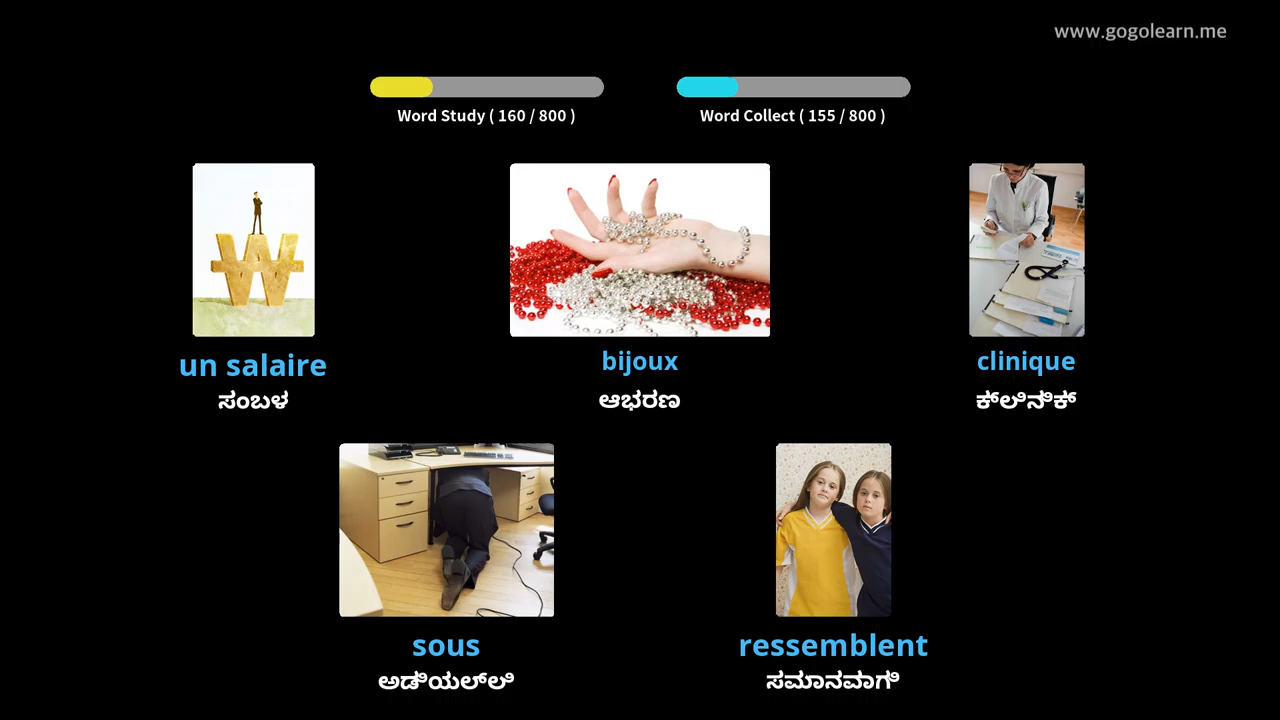 www.gogolearn.me
Word Study ( 160 / 800 )
Word Collect ( 155 / 800 )
un salaire
ಸಂಬಳ
bijoux
ಆಭರಣ
clinique
ಕ್ಲಿನಿಕ್
sous
ಅಡಿಯಲ್ಲಿ
ressemblent
ಸಮಾನವಾಗಿ